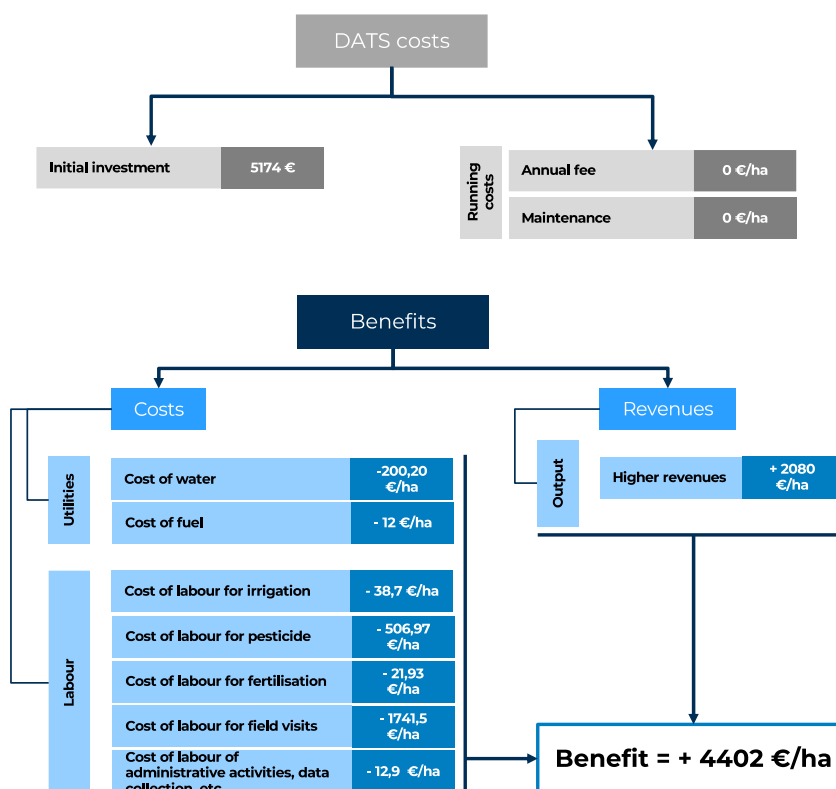 DATS costs
Initial investment
5174 €
Running
costs
Annual fee
0 €/ha
Maintenance
0 €/ha
Benefits
Costs
Revenues
Utilities
Cost of water
-200,20
€/ha
Cost of fuel
- 12 €/ha
Output
Higher revenues
+ 2080
€/ha
Labour
Cost of labour for irrigation
- 38,7 €/ha
Cost of labour for pesticide
- 506,97
€/ha
Cost of labour for fertilisation
- 21,93
€/ha
Cost of labour for field visits
- 1741,5
€/ha
Cost of labour of
administrative activities, data
collection, etc
- 12,9 €/ha
Benefit = + 4402 €/ha